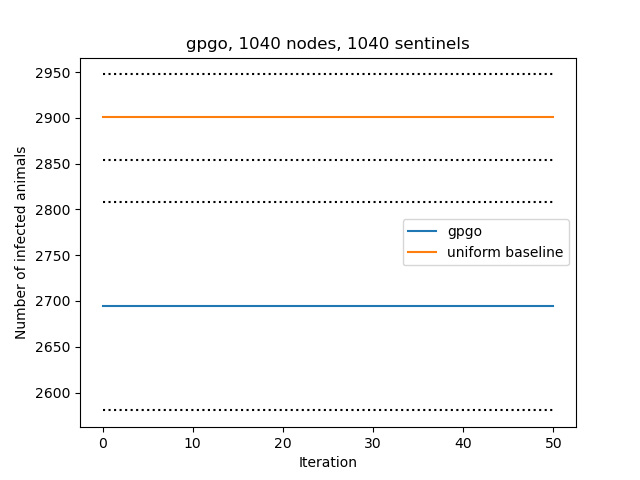 gpgo, 1040 nodes, 1040 sentinels
2950
2900
2850
2800
2750
2700
2650
2600
Number of infected animals
gpgo
uniform baseline
0 10 20 30 40 50
Iteration